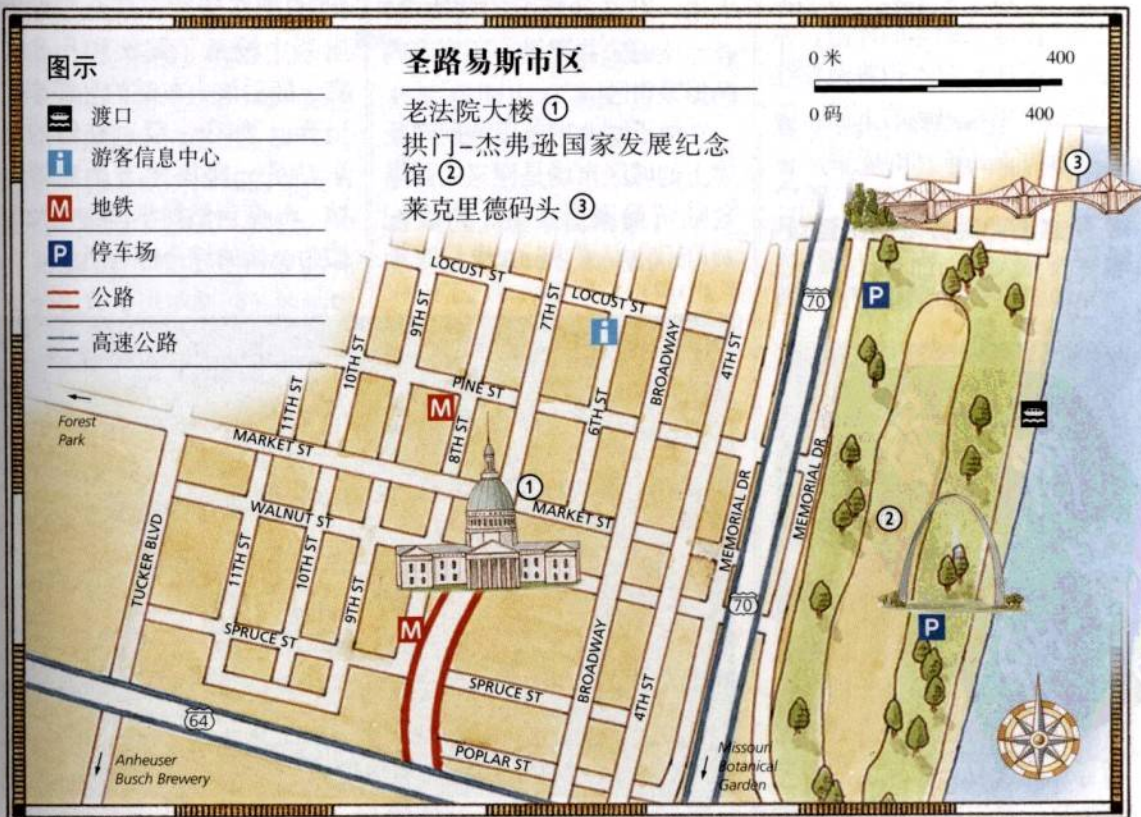 图示
渡口
i
游客信息中心
M
地铁
P
停车场
公路
高速公路
圣路易斯市区
老法院大楼 ①
拱门-杰弗逊国家发展纪念
馆 ②
莱克里德码头 ③
0 米 400
0 码 400
③
LOCUST ST
LOCUST ST
9TH ST
7TH ST
10TH ST
11TH ST
PINE ST
6TH ST
BROADWAY
4TH ST
70
P
i
M
8TH ST
Forest
Park
MARKET ST
①
MARKET ST
WALNUT ST
TUCKER BLVD
11TH ST
10TH ST
9TH ST
MEMORIAL DR
MEMORIAL DR
②
70
P
M
SPRUCE ST
SPRUCE ST
BROADWAY
4TH ST
64
POPLAR ST
Anheuser
Busch Brewery
Missouri
Botanical
Garden